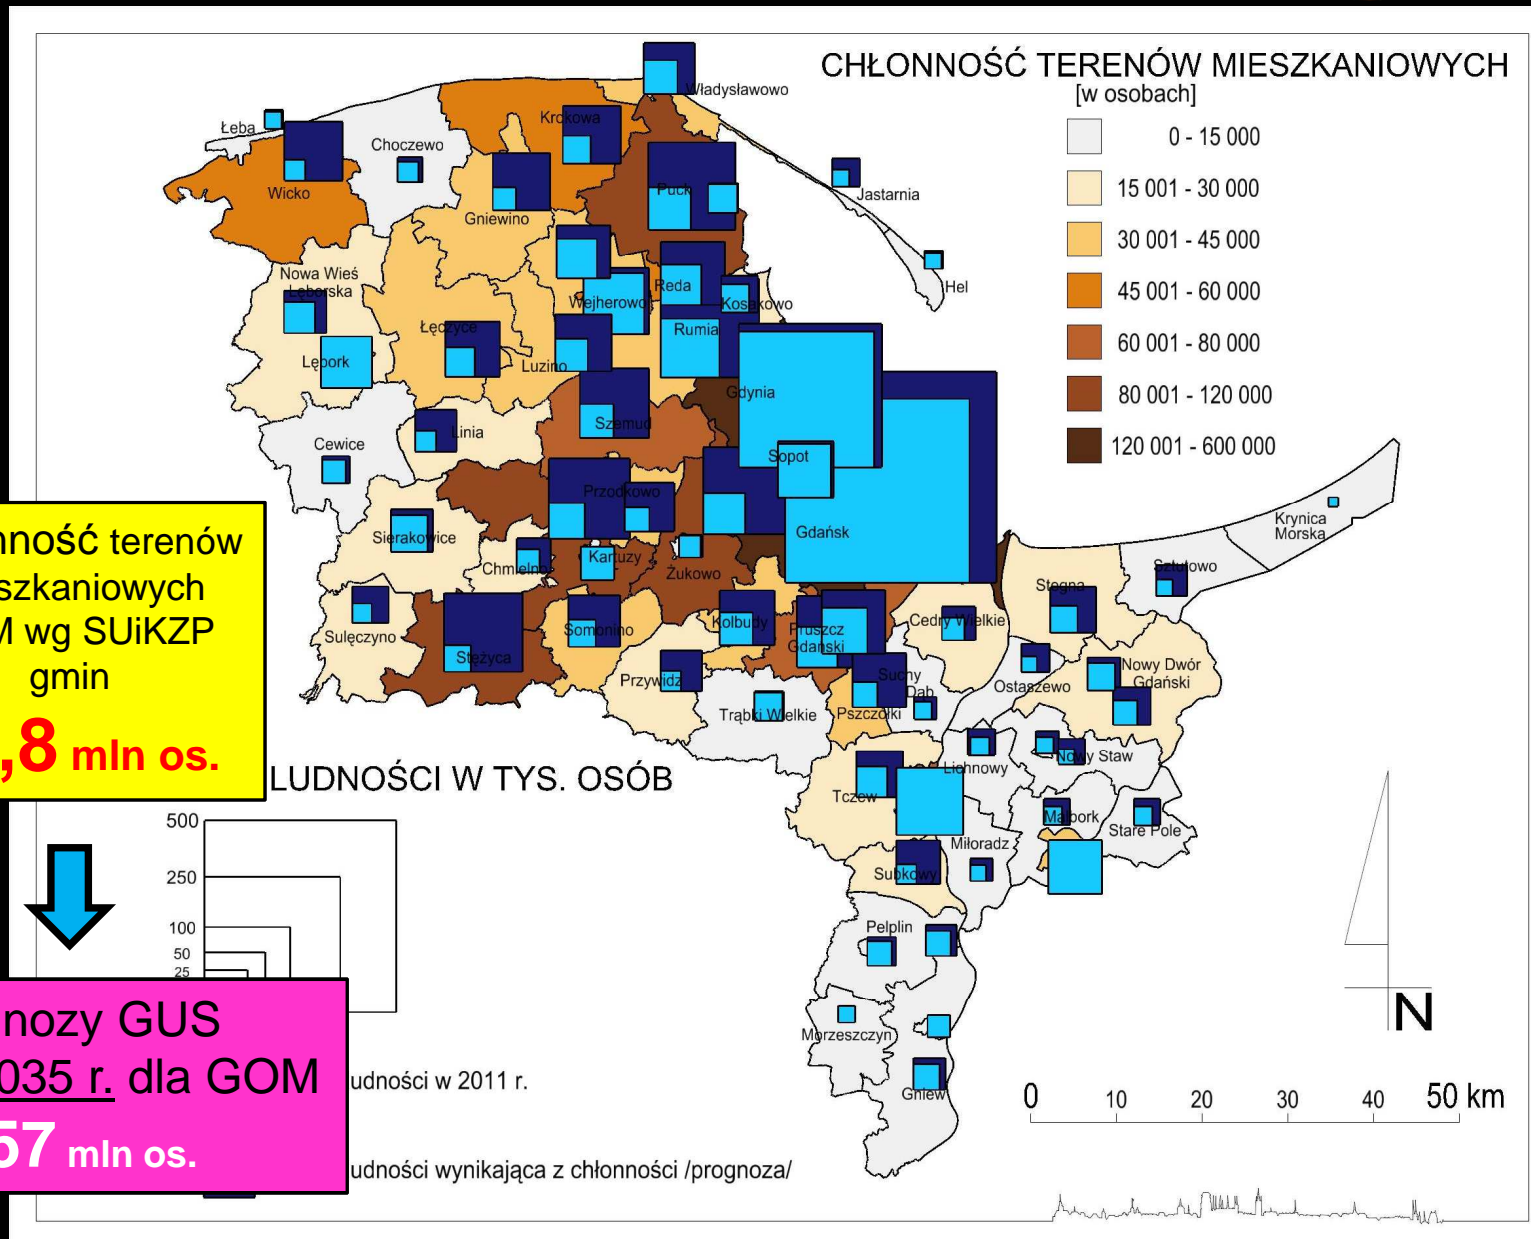 CHŁONNOŚĆ TERENÓW MIESZKANIOWYCH
[w osobach]
0 - 15 000
15 001 - 30 000
30 001 - 45 000
45 001 - 60 000
60 001 - 80 000
80 001 - 120 000
120 001 - 600 000
Władysławowo
Łeba
Choczewo
Krokowa
Wicko
Gniewino
Puck
Jastarnia
Hel
Nowa Wieś
Lęborska
Wejherowo
Reda
Kosakowo
Łęczyce
Rumia
Lębork
Luzino
Gdynia
Szemud
Linia
Cewice
Sopot
Przodkowo
Gdańsk
Krynica
Morska
Sierakowice
Chmielno
Kartuzy
Żukowo
Sztutowo
Stegna
Sulęczyno
Somonino
Kolbudy
Pruszcz
Gdański
Cedry Wielkie
Stężyca
Przywidz
Suchy
Dąb
Ostaszewo
Nowy Dwór
Gdański
Trąbki Wielkie
Pszczółki
Lichnowy
Nowy Staw
Tczew
Malbork
Stare Pole
Miłoradz
Subkowy
Pelplin
Morzeszczyn
Gniew
nność terenów
szkaniowych
M wg SUiKZP
gmin
,8 mln os.
LUDNOŚCI W TYS. OSÓB
500
250
100
50
25
nozy GUS
035 r. dla GOM
57 mln os.
udności w 2011 r.
udności wynikająca z chłonności /prognoza/
N
0 10 20 30 40 50 km